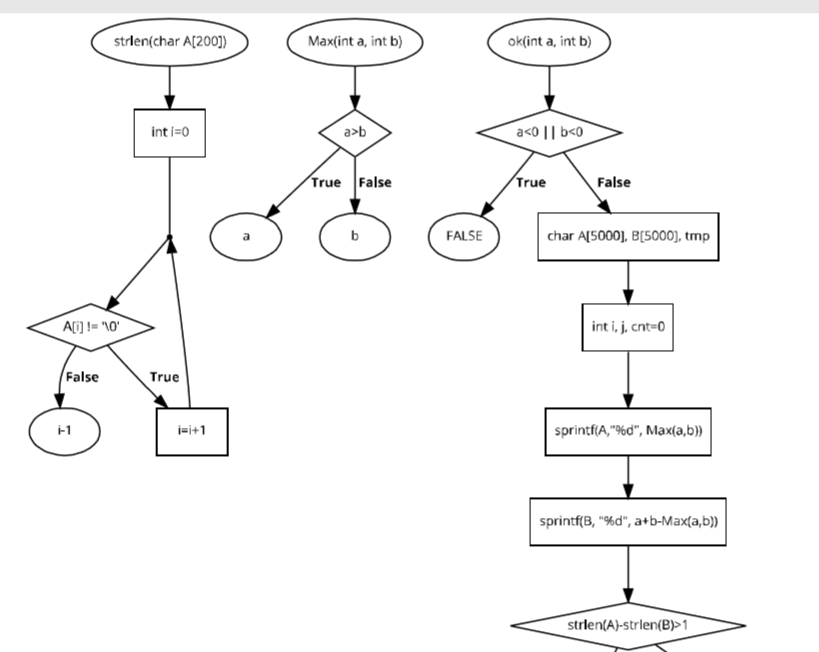 strlen(char A[200])
int i=0
A[i] != '\0'
False
True
i-1
i=i+1
Max(int a, int b)
a>b
True
False
a
b
ok(int a, int b)
a<0 || b<0
True
False
FALSE
char A[5000], B[5000], tmp
int i, j, cnt=0
sprintf(A,"%d", Max(a,b))
sprintf(B, "%d", a+b-Max(a,b))
strlen(A)-strlen(B)>1